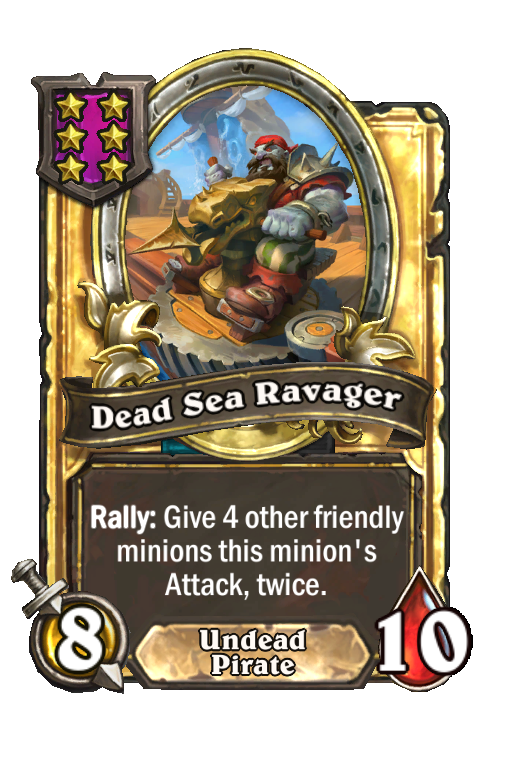 Dead Sea Ravager
Rally: Give 4 other friendly
minions this minion's
Attack, twice.
8
Undead
Pirate
10